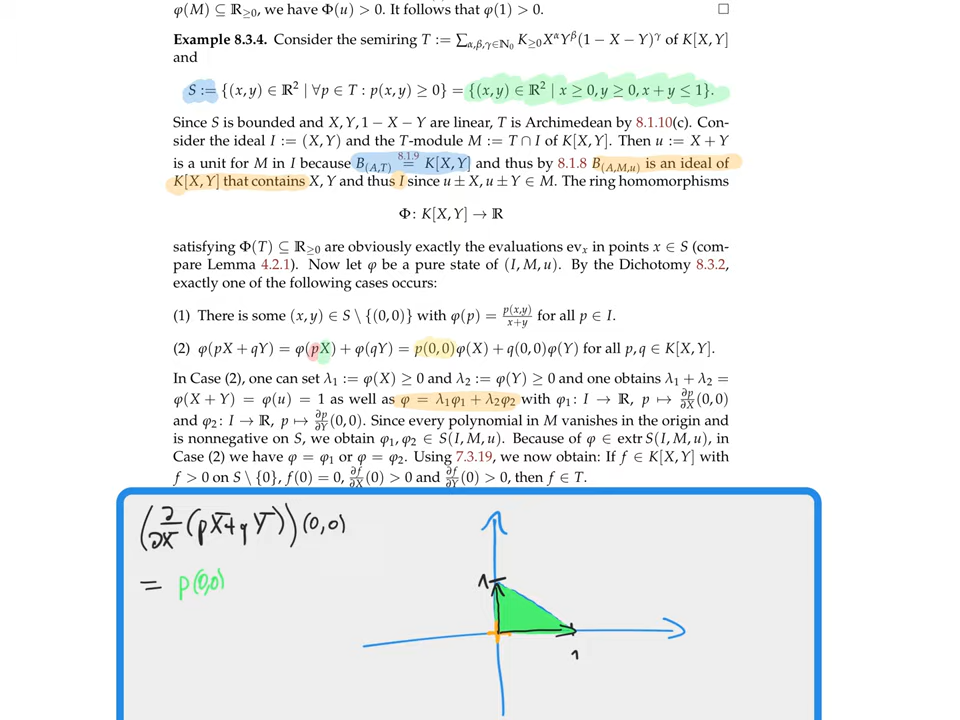 φ(M) ⊆ ℝ≥0, we have Φ(u) > 0. It follows that φ(1) > 0. □
Example 8.3.4. Consider the semiring T := ∑α,β,γ∈ℕ0 K≥0XᵅYᵝ(1 − X − Y)ᵞ of K[X, Y]
and
S := {(x, y) ∈ ℝ² | ∀p ∈ T : p(x, y) ≥ 0} = {(x, y) ∈ ℝ² | x ≥ 0, y ≥ 0, x + y ≤ 1}.
Since S is bounded and X, Y, 1 − X − Y are linear, T is Archimedean by 8.1.10(c). Con-
sider the ideal I := (X, Y) and the T-module M := T ∩ I of K[X, Y]. Then u := X + Y
is a unit for M in I because B(A,T) 8.1.9 = K[X, Y] and thus by 8.1.8 B(A,M,u) is an ideal of
K[X, Y] that contains X, Y and thus I since u ± X, u ± Y ∈ M. The ring homomorphisms
Φ: K[X, Y] → ℝ
satisfying Φ(T) ⊆ ℝ≥0 are obviously exactly the evaluations evₓ in points x ∈ S (com-
pare Lemma 4.2.1). Now let φ be a pure state of (I, M, u). By the Dichotomy 8.3.2,
exactly one of the following cases occurs:
(1) There is some (x, y) ∈ S \ {(0, 0)} with φ(p) = p(x,y)/x+y for all p ∈ I.
(2) φ(pX + qY) = φ(pX) + φ(qY) = p(0, 0)φ(X) + q(0, 0)φ(Y) for all p, q ∈ K[X, Y].
In Case (2), one can set λ₁ := φ(X) ≥ 0 and λ₂ := φ(Y) ≥ 0 and one obtains λ₁ + λ₂ =
φ(X + Y) = φ(u) = 1 as well as φ = λ₁φ₁ + λ₂φ₂ with φ₁: I → ℝ, p ↦ ∂p/∂X(0, 0)
and φ₂: I → ℝ, p ↦ ∂p/∂Y(0, 0). Since every polynomial in M vanishes in the origin and
is nonnegative on S, we obtain φ₁, φ₂ ∈ S(I, M, u). Because of φ ∈ extr S(I, M, u), in
Case (2) we have φ = φ₁ or φ = φ₂. Using 7.3.19, we now obtain: If f ∈ K[X, Y] with
f > 0 on S \ {0}, f(0) = 0, ∂f/∂X(0) > 0 and ∂f/∂Y(0) > 0, then f ∈ T.
(∂/∂X (pX+qY))(0,0)
= p(0,0)
1
1